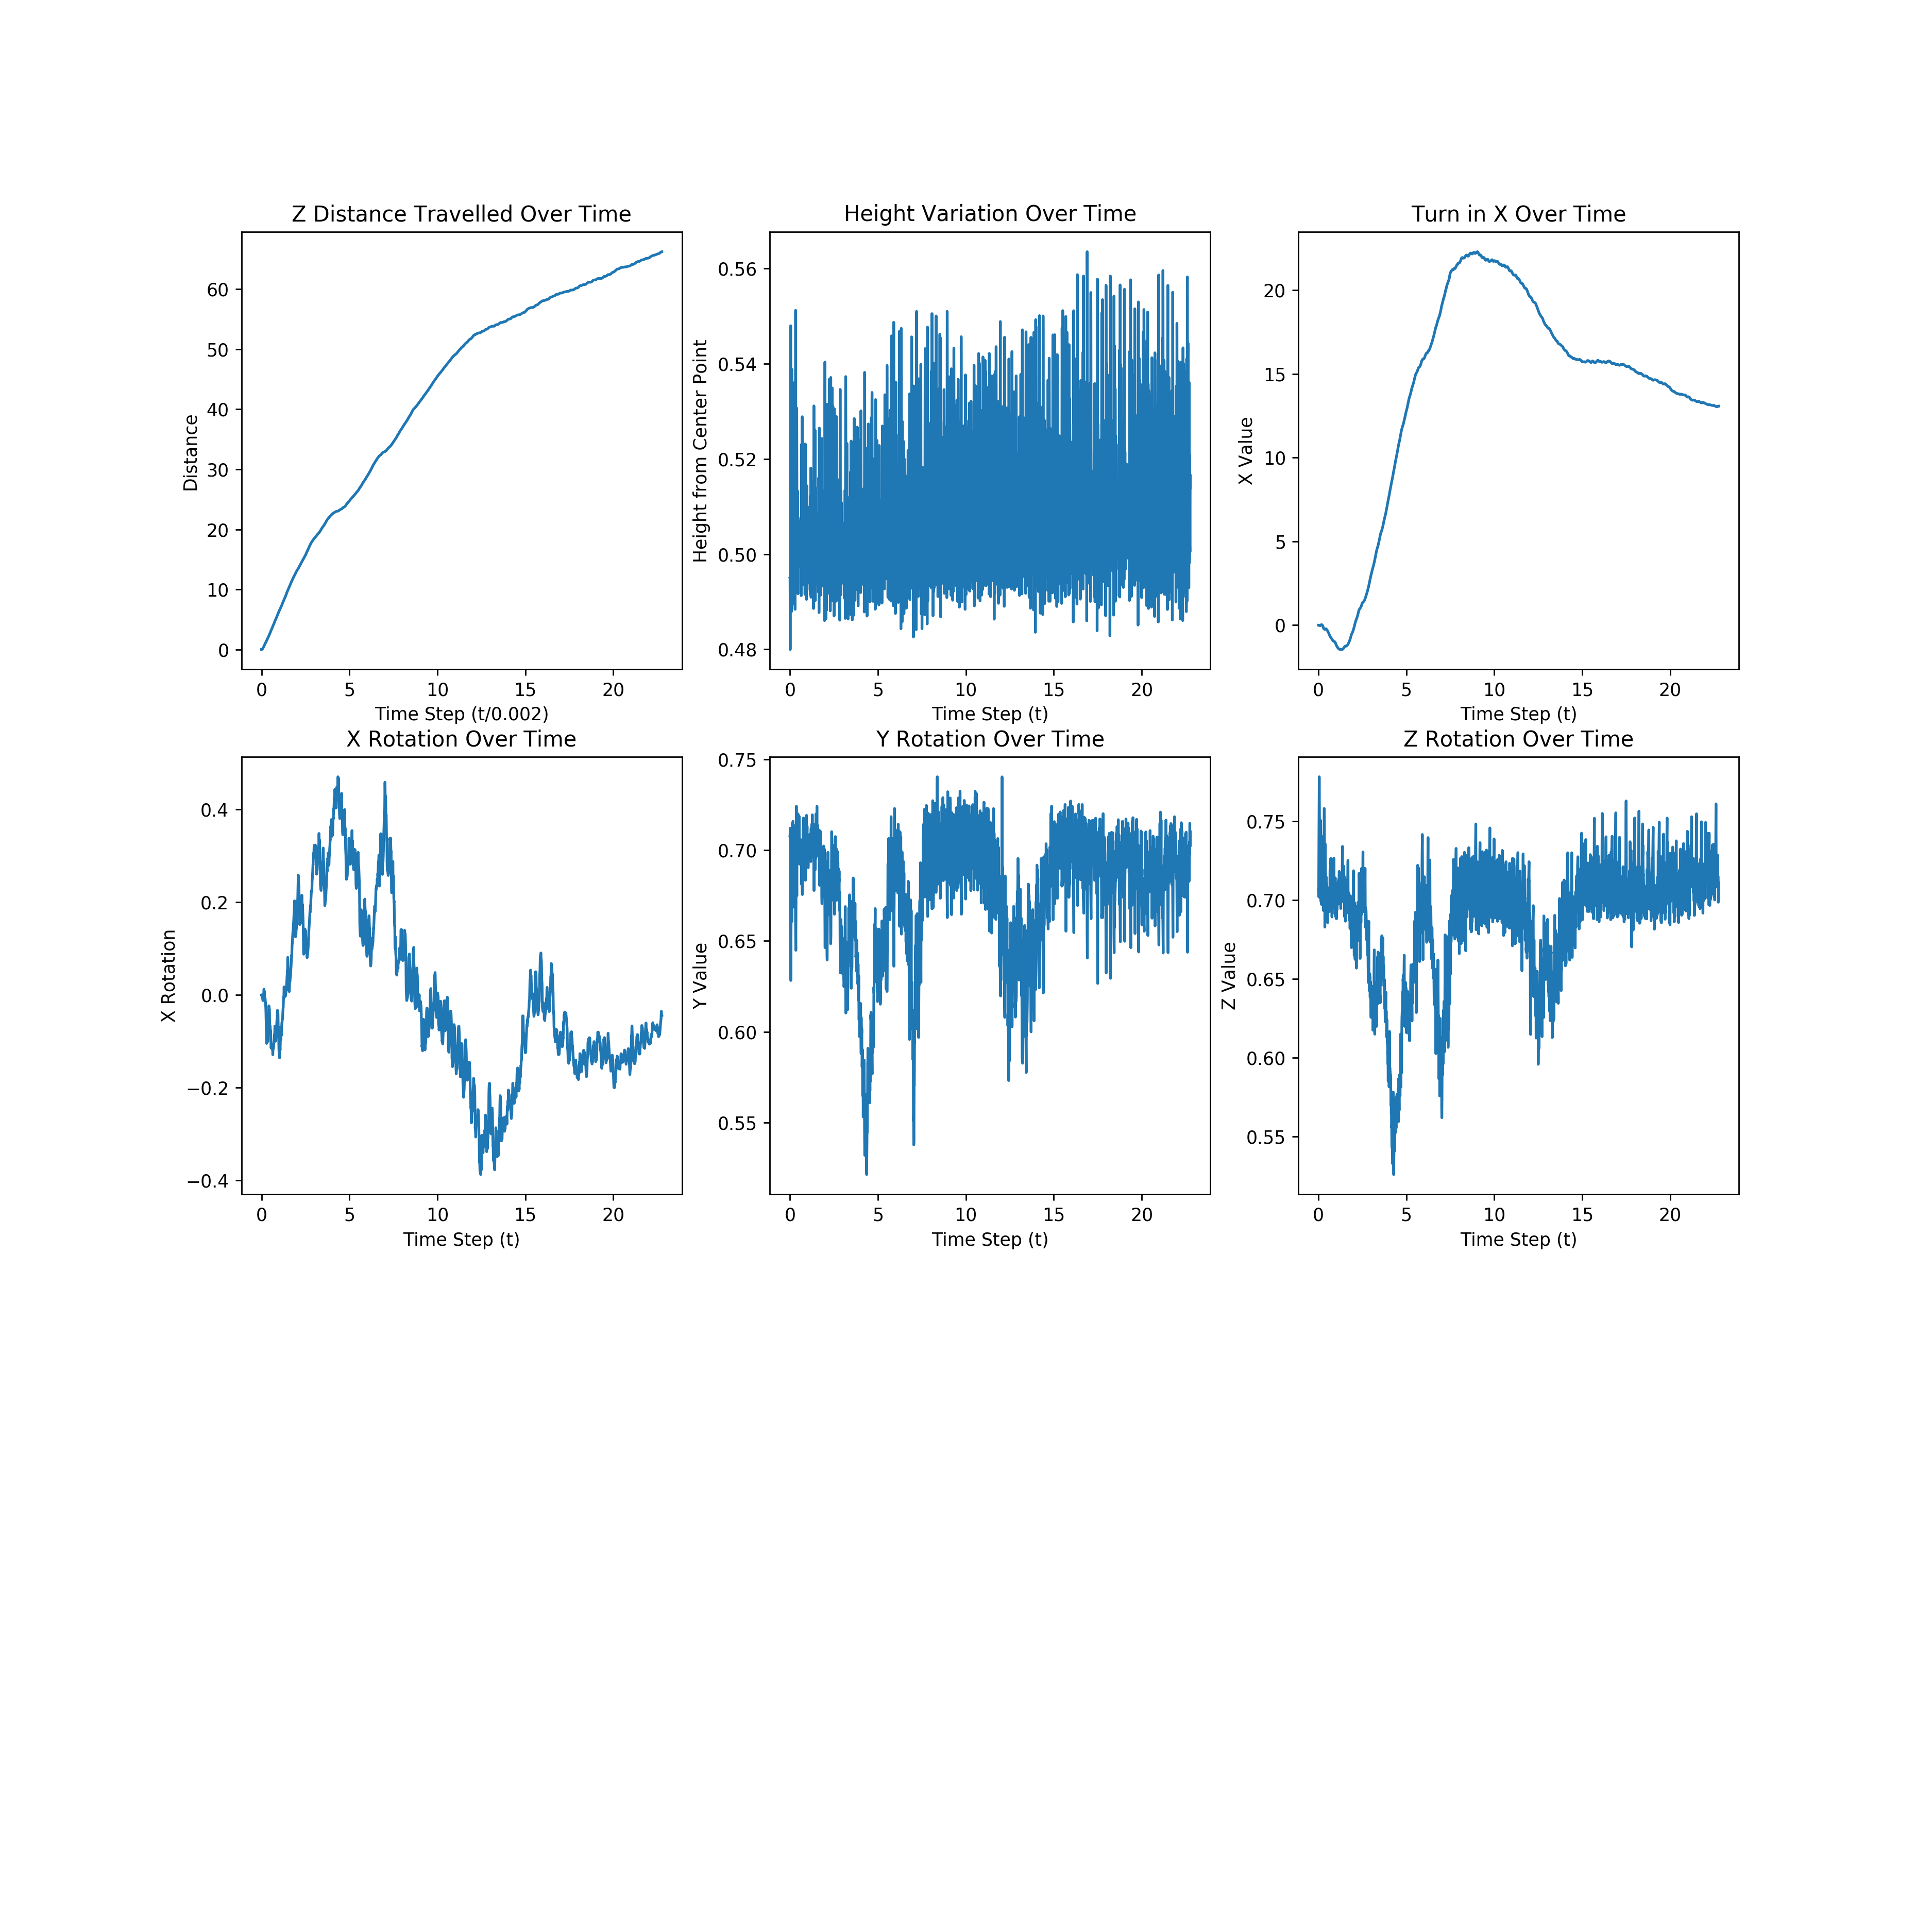 Z Distance Travelled Over Time
Distance
60
50
40
30
20
10
0
0 5 10 15 20
Time Step (t/0.002)
Height Variation Over Time
Height from Center Point
0.56
0.54
0.52
0.50
0.48
0 5 10 15 20
Time Step (t)
Turn in X Over Time
X Value
20
15
10
5
0
0 5 10 15 20
Time Step (t)
X Rotation Over Time
X Rotation
0.4
0.2
0.0
−0.2
−0.4
0 5 10 15 20
Time Step (t)
Y Rotation Over Time
Y Value
0.75
0.70
0.65
0.60
0.55
0 5 10 15 20
Time Step (t)
Z Rotation Over Time
Z Value
0.75
0.70
0.65
0.60
0.55
0 5 10 15 20
Time Step (t)